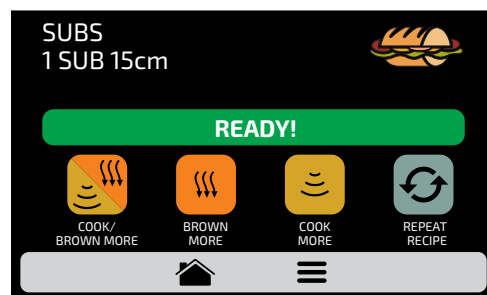 SUBS
1 SUB 15cm
READY!
COOK/
BROWN MORE
BROWN
MORE
COOK
MORE
REPEAT
RECIPE